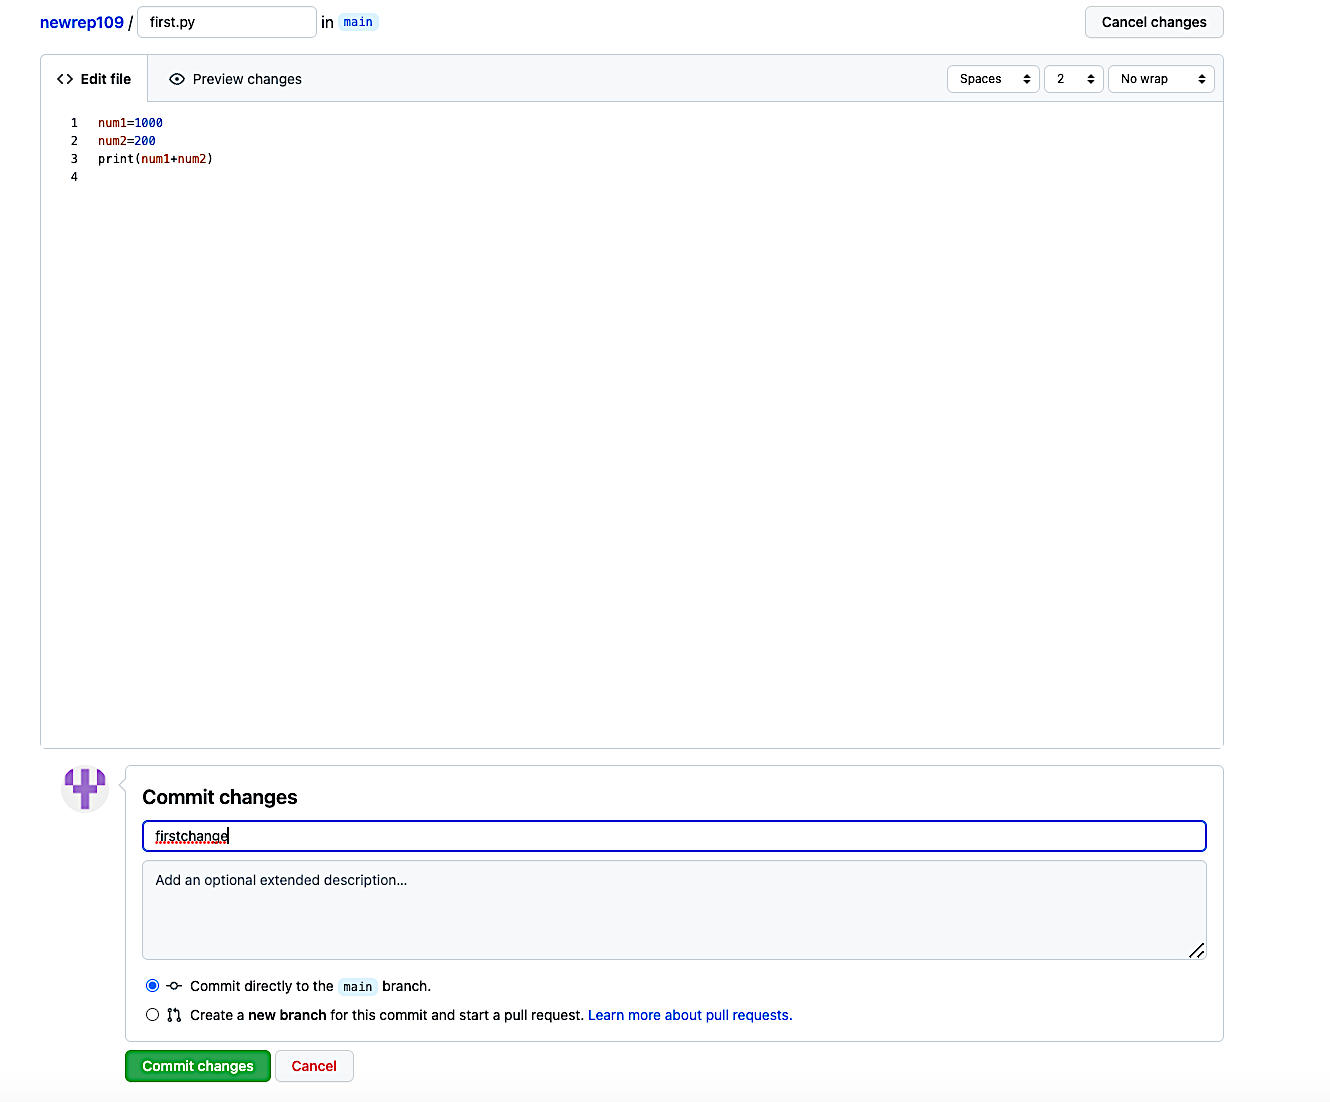 newrep109 / first.py in main Cancel changes
<> Edit file Preview changes Spaces 2 No wrap
1 num1=1000
2 num2=200
3 print(num1+num2)
4
Commit changes
firstchange
Add an optional extended description...
Commit directly to the main branch.
Create a new branch for this commit and start a pull request. Learn more about pull requests.
Commit changes Cancel